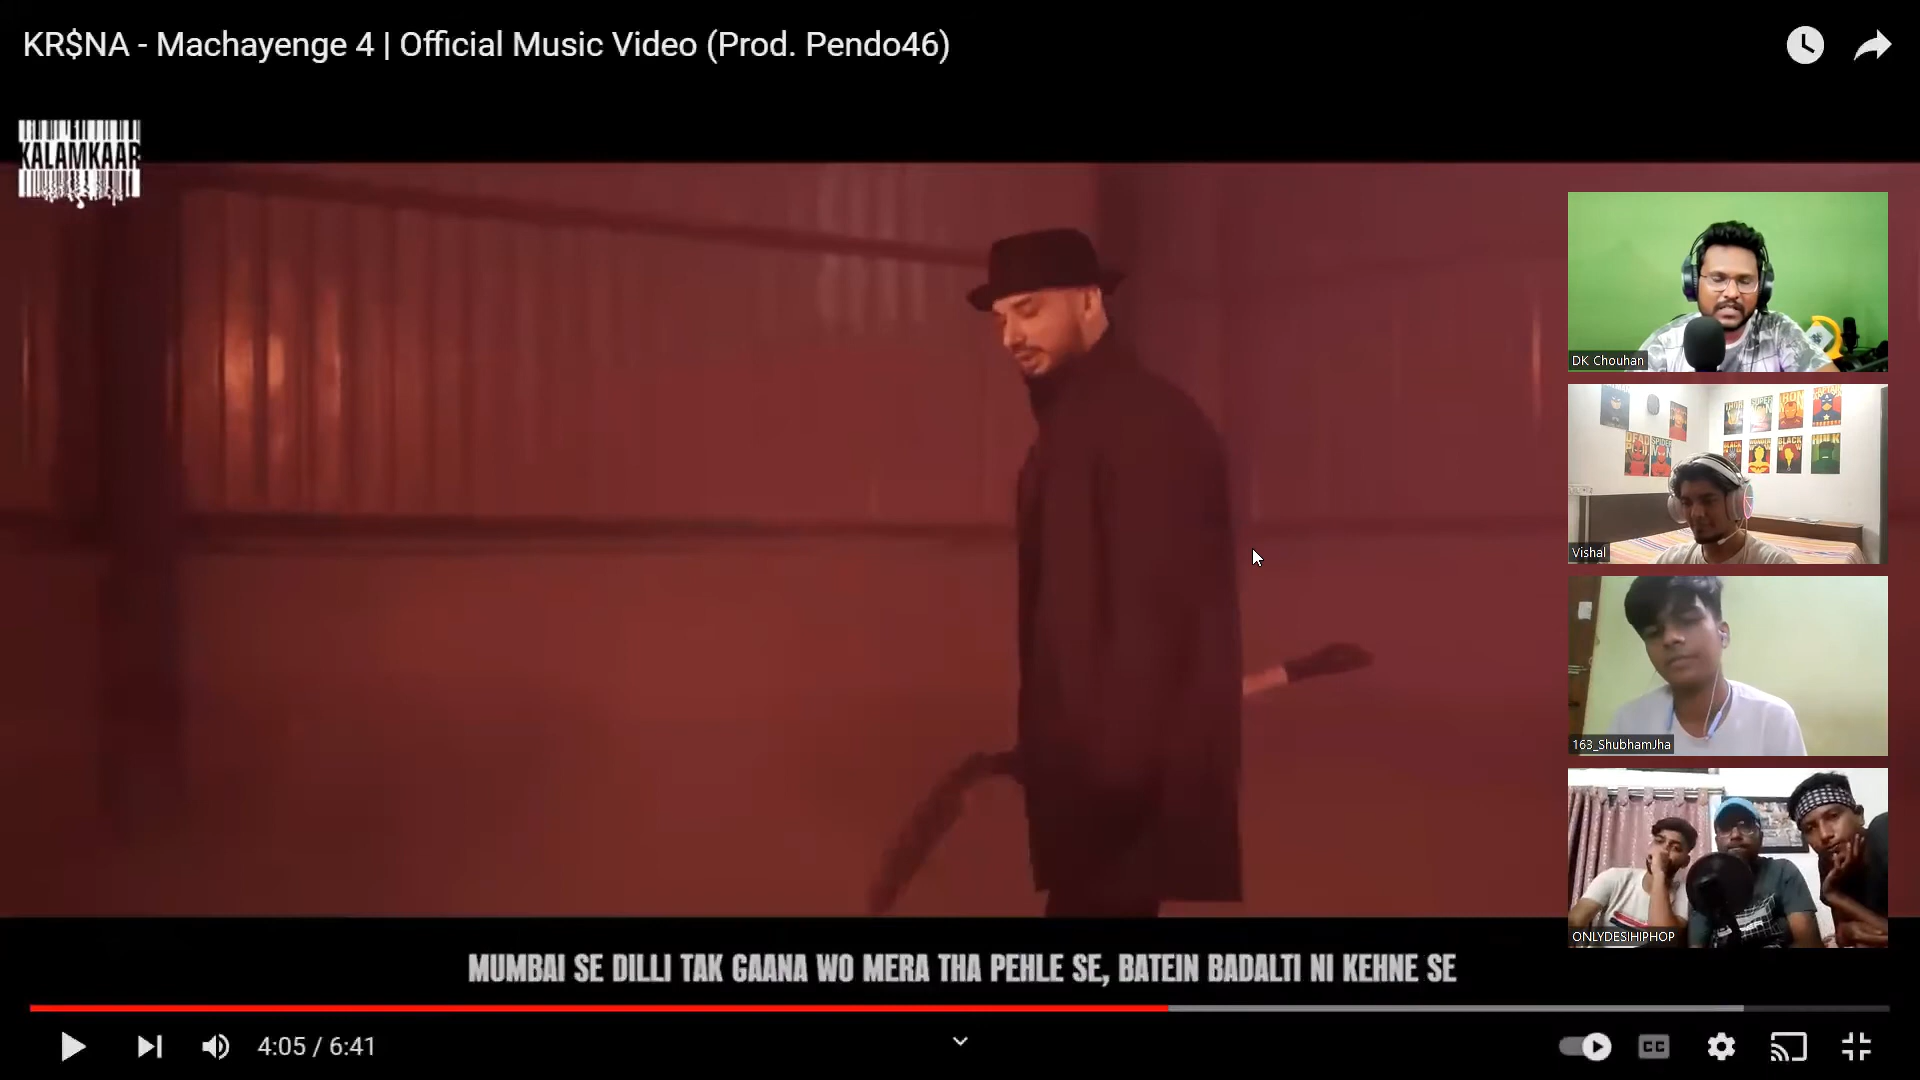 KR$NA - Machayenge 4 | Official Music Video (Prod. Pendo46)
KALAMKAAR
DK Chouhan
Vishal
163_ShubhamJha
ONLYDESIHIPHOP
MUMBAI SE DILLI TAK GAANA WO MERA THA PEHLE SE, BATEIN BADALTI NI KEHNE SE
4:05 / 6:41
CC